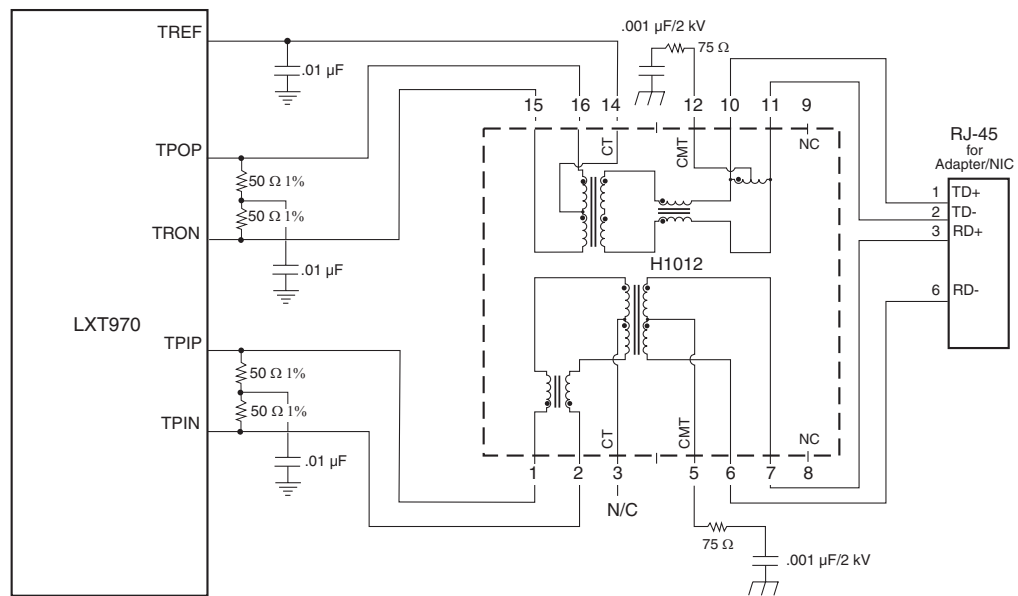 .001 µF/2 kV
75 Ω
TREF
.01 µF
15 16 14 12 10 11 9
CT
CMT
NC
RJ-45
for
Adapter/NIC
TPOP
50 Ω 1%
50 Ω 1%
TRON
.01 µF
1 TD+
2 TD-
3 RD+
6 RD-
H1012
LXT970
TPIP
50 Ω 1%
50 Ω 1%
TPIN
.01 µF
CT
CMT
NC
1 2 3 5 6 7 8
N/C
75 Ω
.001 µF/2 kV